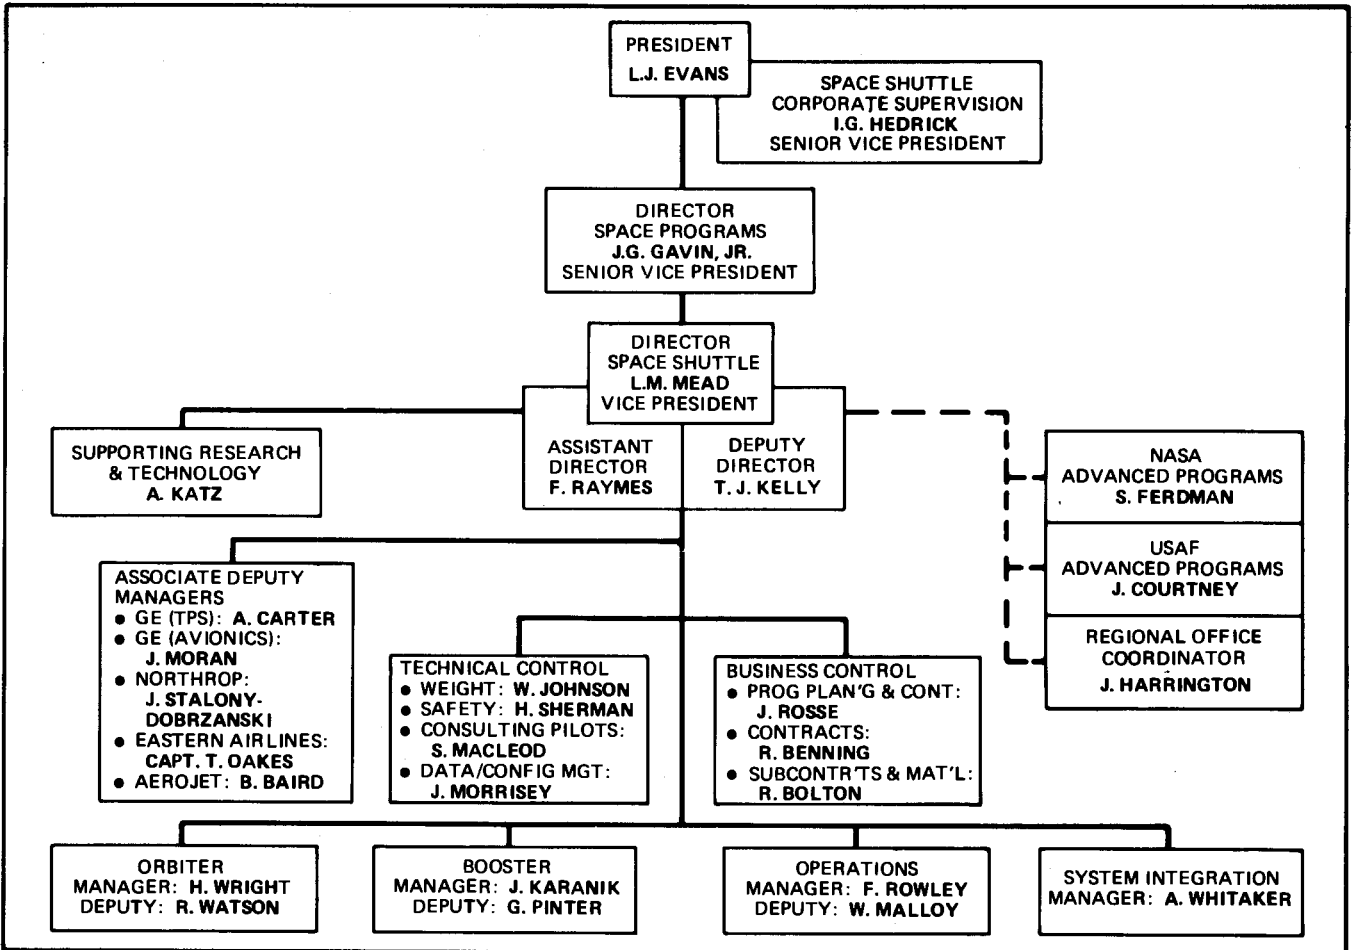 PRESIDENT
L.J. EVANS
SPACE SHUTTLE
CORPORATE SUPERVISION
I.G. HEDRICK
SENIOR VICE PRESIDENT
DIRECTOR
SPACE PROGRAMS
J.G. GAVIN, JR.
SENIOR VICE PRESIDENT
DIRECTOR
SPACE SHUTTLE
L.M. MEAD
VICE PRESIDENT
ASSISTANT
DIRECTOR
F. RAYMES
DEPUTY
DIRECTOR
T. J. KELLY
SUPPORTING RESEARCH
& TECHNOLOGY
A. KATZ
NASA
ADVANCED PROGRAMS
S. FERDMAN
USAF
ADVANCED PROGRAMS
J. COURTNEY
REGIONAL OFFICE
COORDINATOR
J. HARRINGTON
ASSOCIATE DEPUTY
MANAGERS
● GE (TPS): A. CARTER
● GE (AVIONICS):
J. MORAN
● NORTHROP:
J. STALONY-
DOBRZANSKI
● EASTERN AIRLINES:
CAPT. T. OAKES
● AEROJET: B. BAIRD
TECHNICAL CONTROL
● WEIGHT: W. JOHNSON
● SAFETY: H. SHERMAN
● CONSULTING PILOTS:
S. MACLEOD
● DATA/CONFIG MGT:
J. MORRISEY
BUSINESS CONTROL
● PROG PLAN'G & CONT:
J. ROSSE
● CONTRACTS:
R. BENNING
● SUBCONTR'TS & MAT'L:
R. BOLTON
ORBITER
MANAGER: H. WRIGHT
DEPUTY: R. WATSON
BOOSTER
MANAGER: J. KARANIK
DEPUTY: G. PINTER
OPERATIONS
MANAGER: F. ROWLEY
DEPUTY: W. MALLOY
SYSTEM INTEGRATION
MANAGER: A. WHITAKER